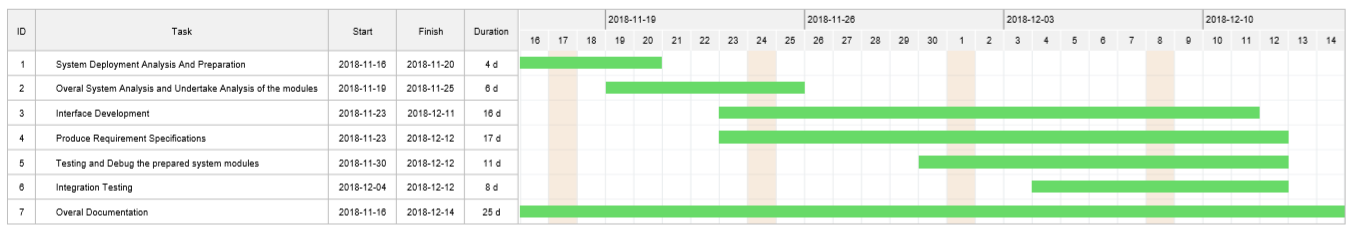 2018-11-19 2018-11-26 2018-12-03 2018-12-10
ID Task Start Finish Duration
16 17 18 19 20 21 22 23 24 25 26 27 28 29 30 1 2 3 4 5 6 7 8 9 10 11 12 13 14
1 System Deployment Analysis And Preparation 2018-11-16 2018-11-20 4 d
2 Overal System Analysis and Undertake Analysis of the modules 2018-11-19 2018-11-25 6 d
3 Interface Development 2018-11-23 2018-12-11 16 d
4 Produce Requirement Specifications 2018-11-23 2018-12-12 17 d
5 Testing and Debug the prepared system modules 2018-11-30 2018-12-12 11 d
6 Integration Testing 2018-12-04 2018-12-12 8 d
7 Overal Documentation 2018-11-16 2018-12-14 25 d